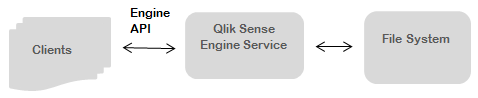 Clients
Engine
API
Qlik Sense
Engine Service
File System